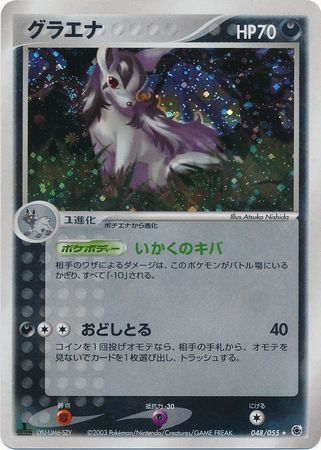 グラエナ
HP70
Illus.Atsuko Nishida
1進化
ポチエナから進化
ポケボディー いかくのキバ
相手のワザによるダメージは、このポケモンがバトル場にいる
かぎり、すべて「-10」される。
おどしとる 40
コインを1回投げオモテなら、相手の手札から、オモテを
見ないでカードを1枚選び出し、トラッシュする。
弱点 抵抗力 -30 にげる
LYU-UM6-SZY ©2003 Pokémon/Nintendo/Creatures/GAME FREAK 048/055 ★